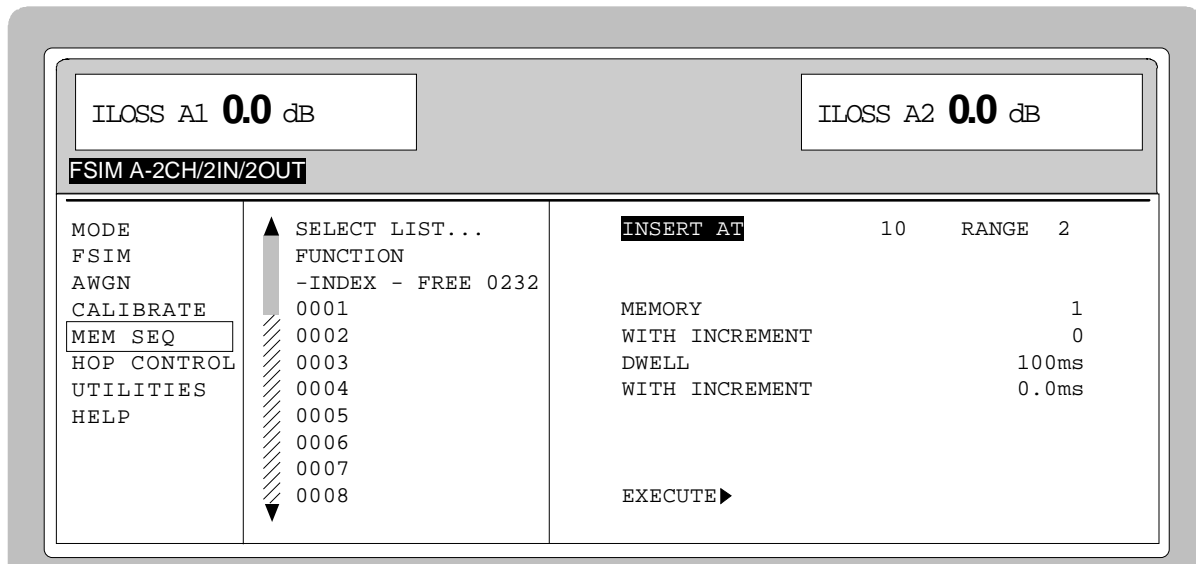 ILOSS A1 0.0 dB
ILOSS A2 0.0 dB
FSIM A-2CH/2IN/2OUT
MODE
FSIM
AWGN
CALIBRATE
MEM SEQ
HOP CONTROL
UTILITIES
HELP
SELECT LIST...
FUNCTION
-INDEX - FREE 0232
0001
0002
0003
0004
0005
0006
0007
0008
INSERT AT 10 RANGE 2
MEMORY 1
WITH INCREMENT 0
DWELL 100ms
WITH INCREMENT 0.0ms
EXECUTE